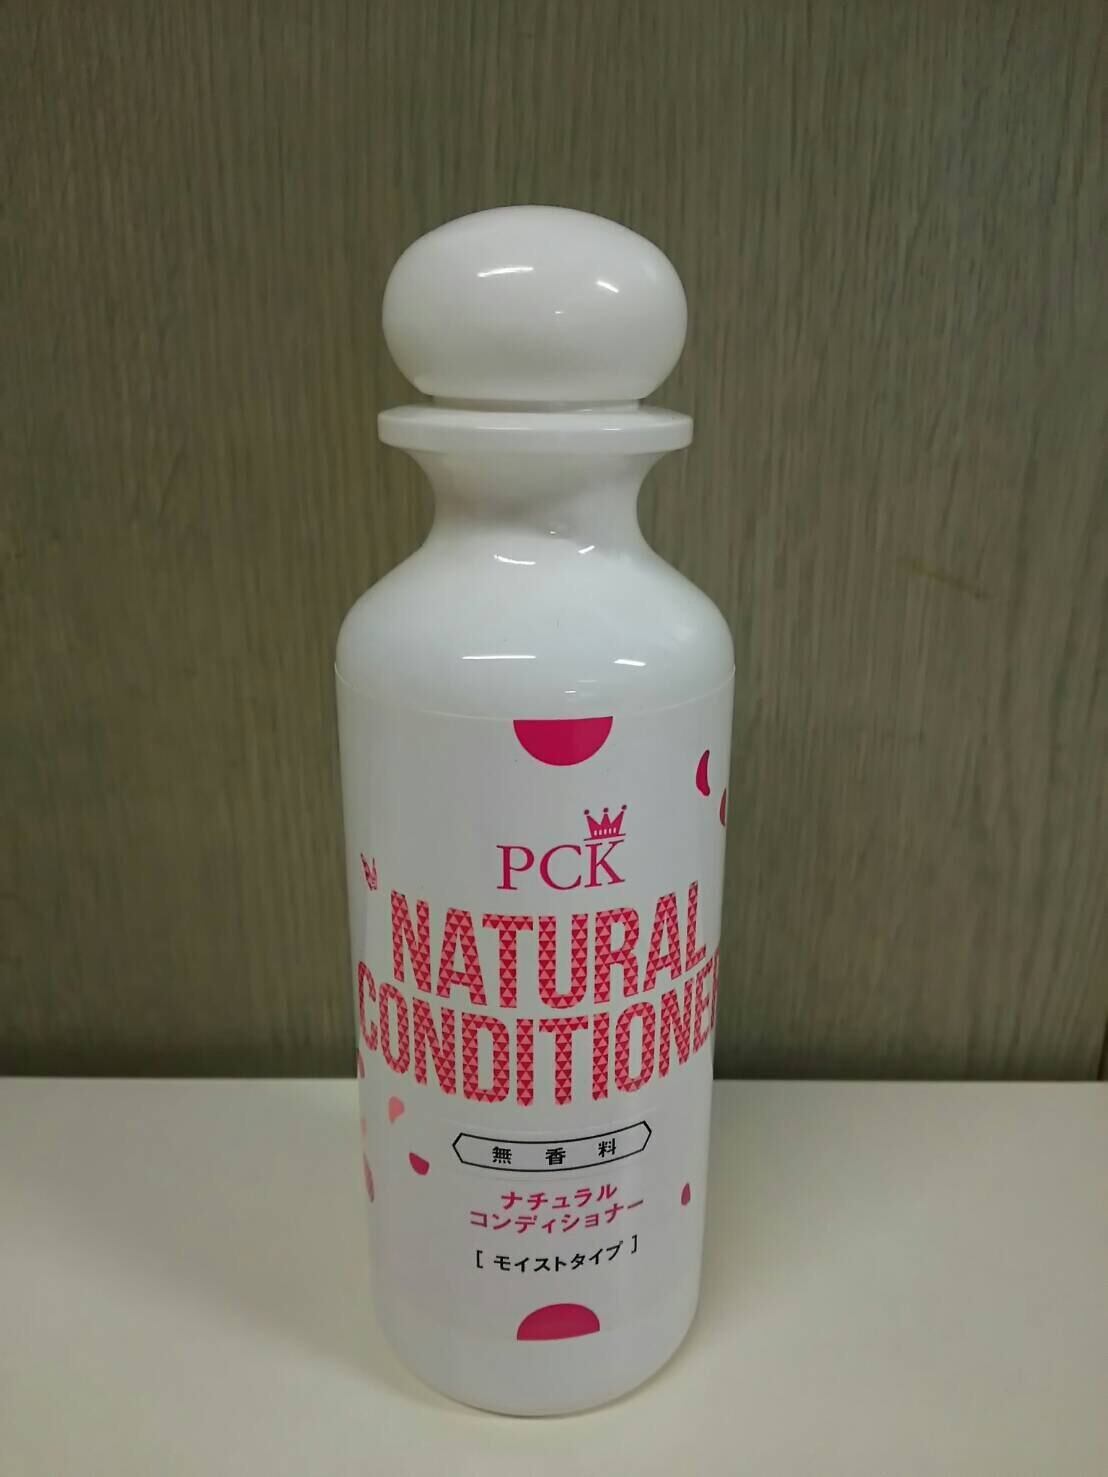 PCK
NATURAL
CONDITIONER
無香料
ナチュラル
コンディショナー
[ モイストタイプ ]